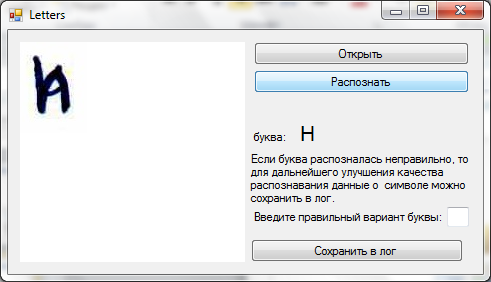 Letters
Открыть
Распознать
буква: Н
Если буква распозналась неправильно, то
для дальнейшего улучшения качества
распознавания данные о символе можно
сохранить в лог.
Введите правильный вариант буквы:
Сохранить в лог